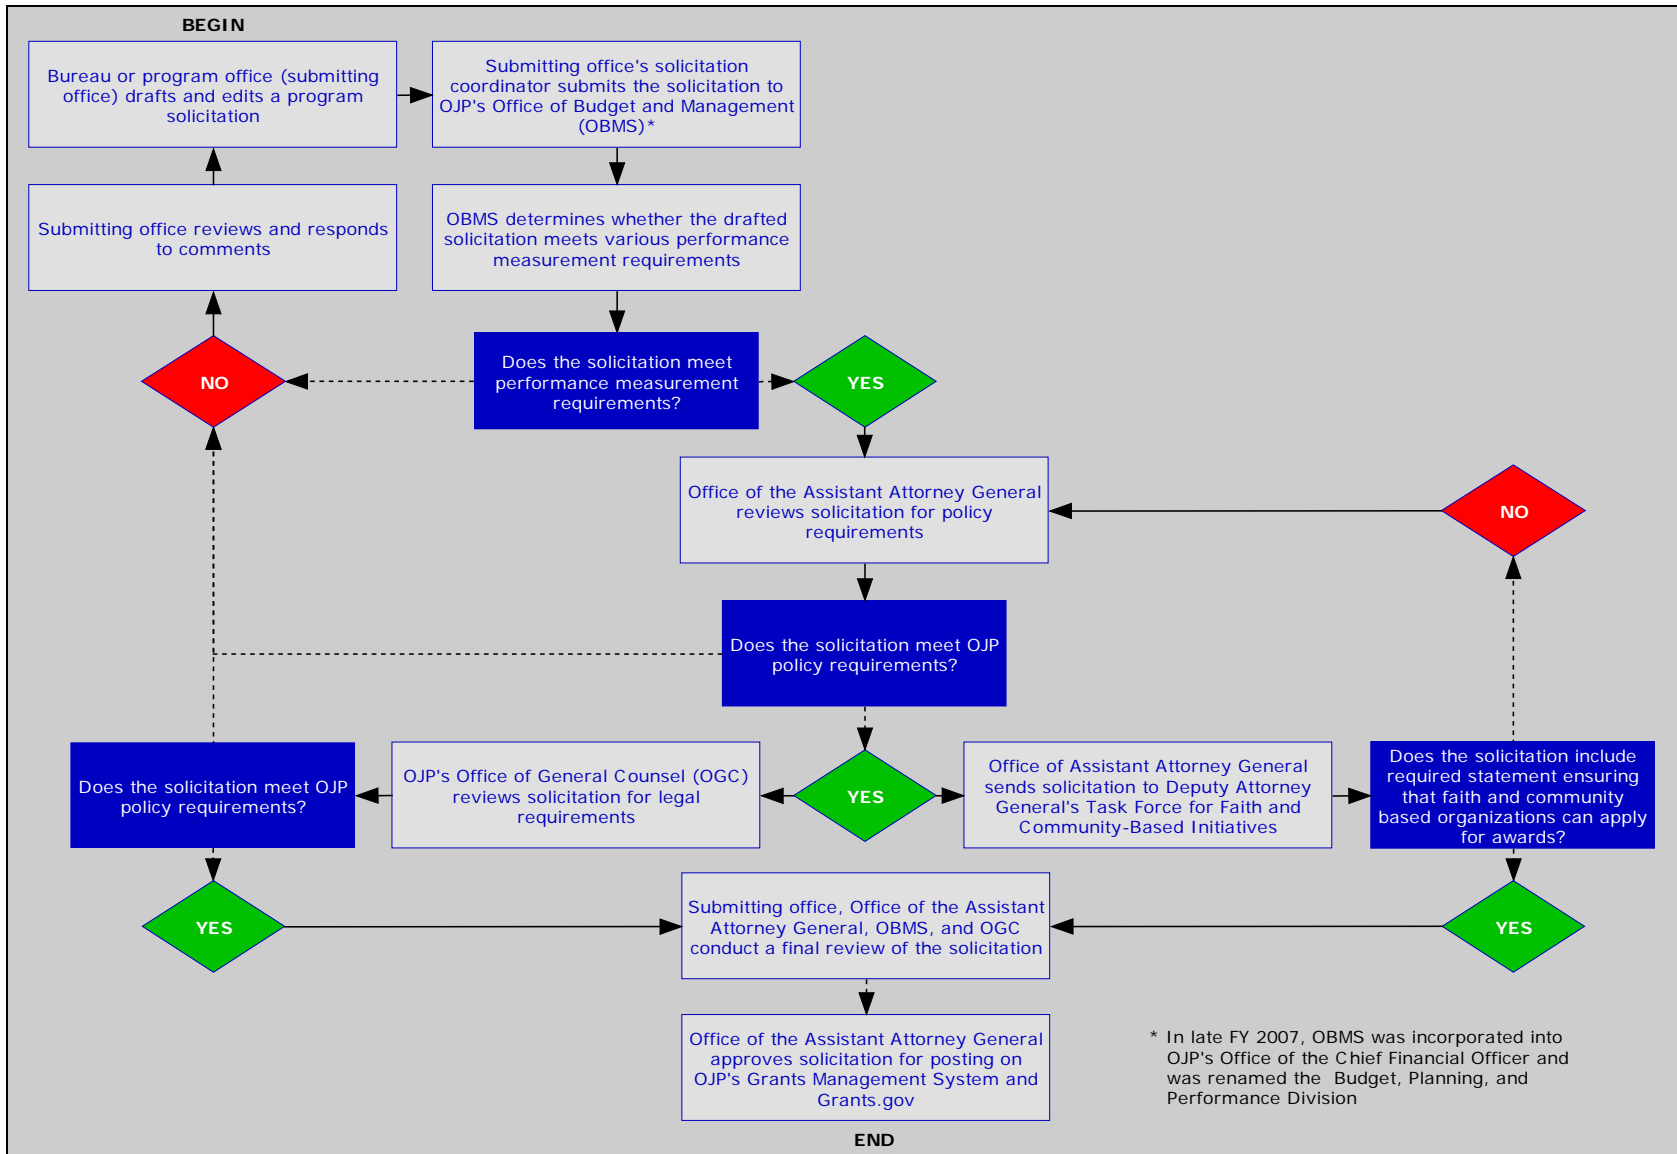 BEGIN
Bureau or program office (submitting
office) drafts and edits a program
solicitation
Submitting office's solicitation
coordinator submits the solicitation to
OJP's Office of Budget and Management
(OBMS)*
Submitting office reviews and responds
to comments
OBMS determines whether the drafted
solicitation meets various performance
measurement requirements
NO
Does the solicitation meet
performance measurement
requirements?
YES
Office of the Assistant Attorney General
reviews solicitation for policy
requirements
NO
Does the solicitation meet OJP
policy requirements?
Does the solicitation meet OJP
policy requirements?
OJP's Office of General Counsel (OGC)
reviews solicitation for legal
requirements
YES
Office of Assistant Attorney General
sends solicitation to Deputy Attorney
General's Task Force for Faith and
Community-Based Initiatives
Does the solicitation include
required statement ensuring
that faith and community
based organizations can apply
for awards?
YES
Submitting office, Office of the Assistant
Attorney General, OBMS, and OGC
conduct a final review of the solicitation
YES
Office of the Assistant Attorney General
approves solicitation for posting on
OJP's Grants Management System and
Grants.gov
* In late FY 2007, OBMS was incorporated into
OJP's Office of the Chief Financial Officer and
was renamed the Budget, Planning, and
Performance Division
END